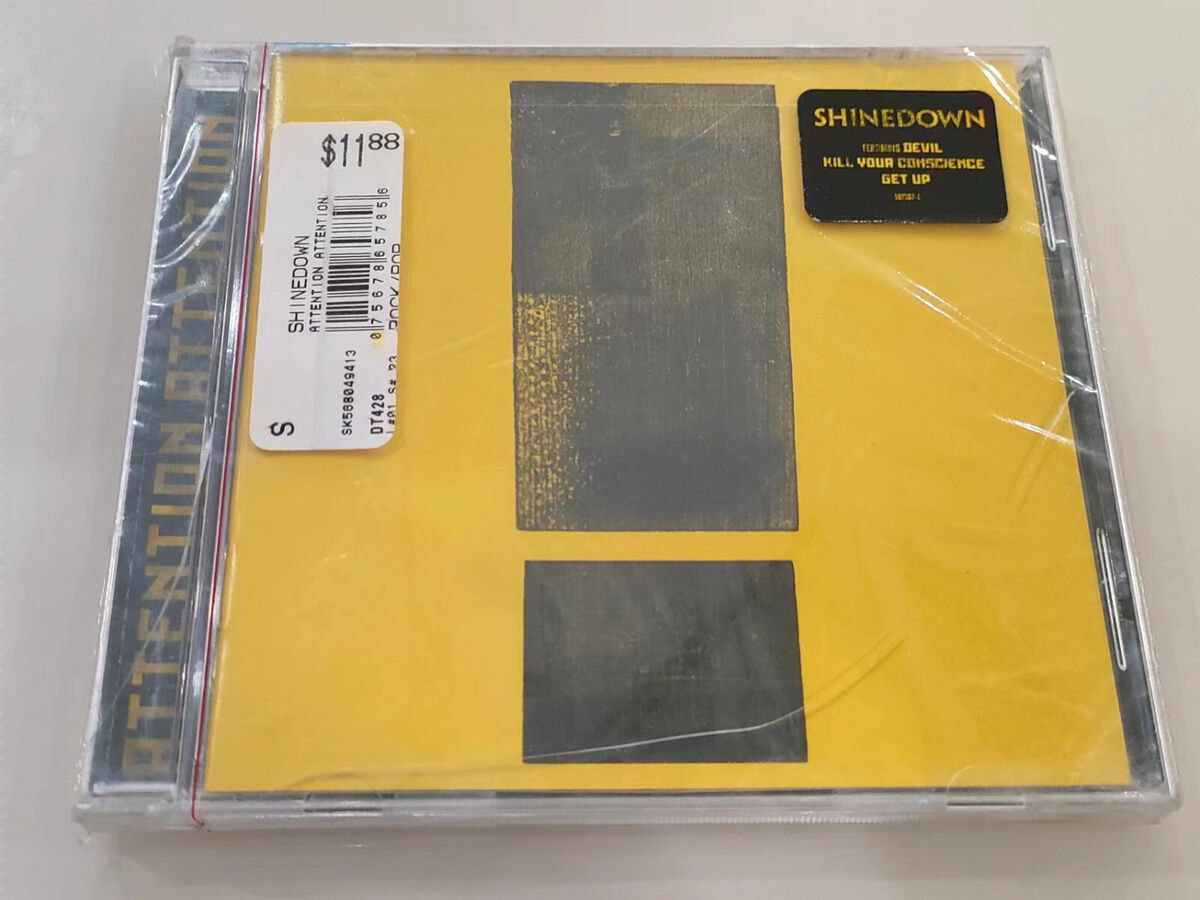 ATTENTION ATTENTION
$11.88
SHINEDOWN
ATTENTION ATTENTION
0 75678 65785 6
ROCK/POP
S
SK568049413
DT428
SHINEDOWN
FEATURING DEVIL
KILL YOUR CONSCIENCE
GET UP